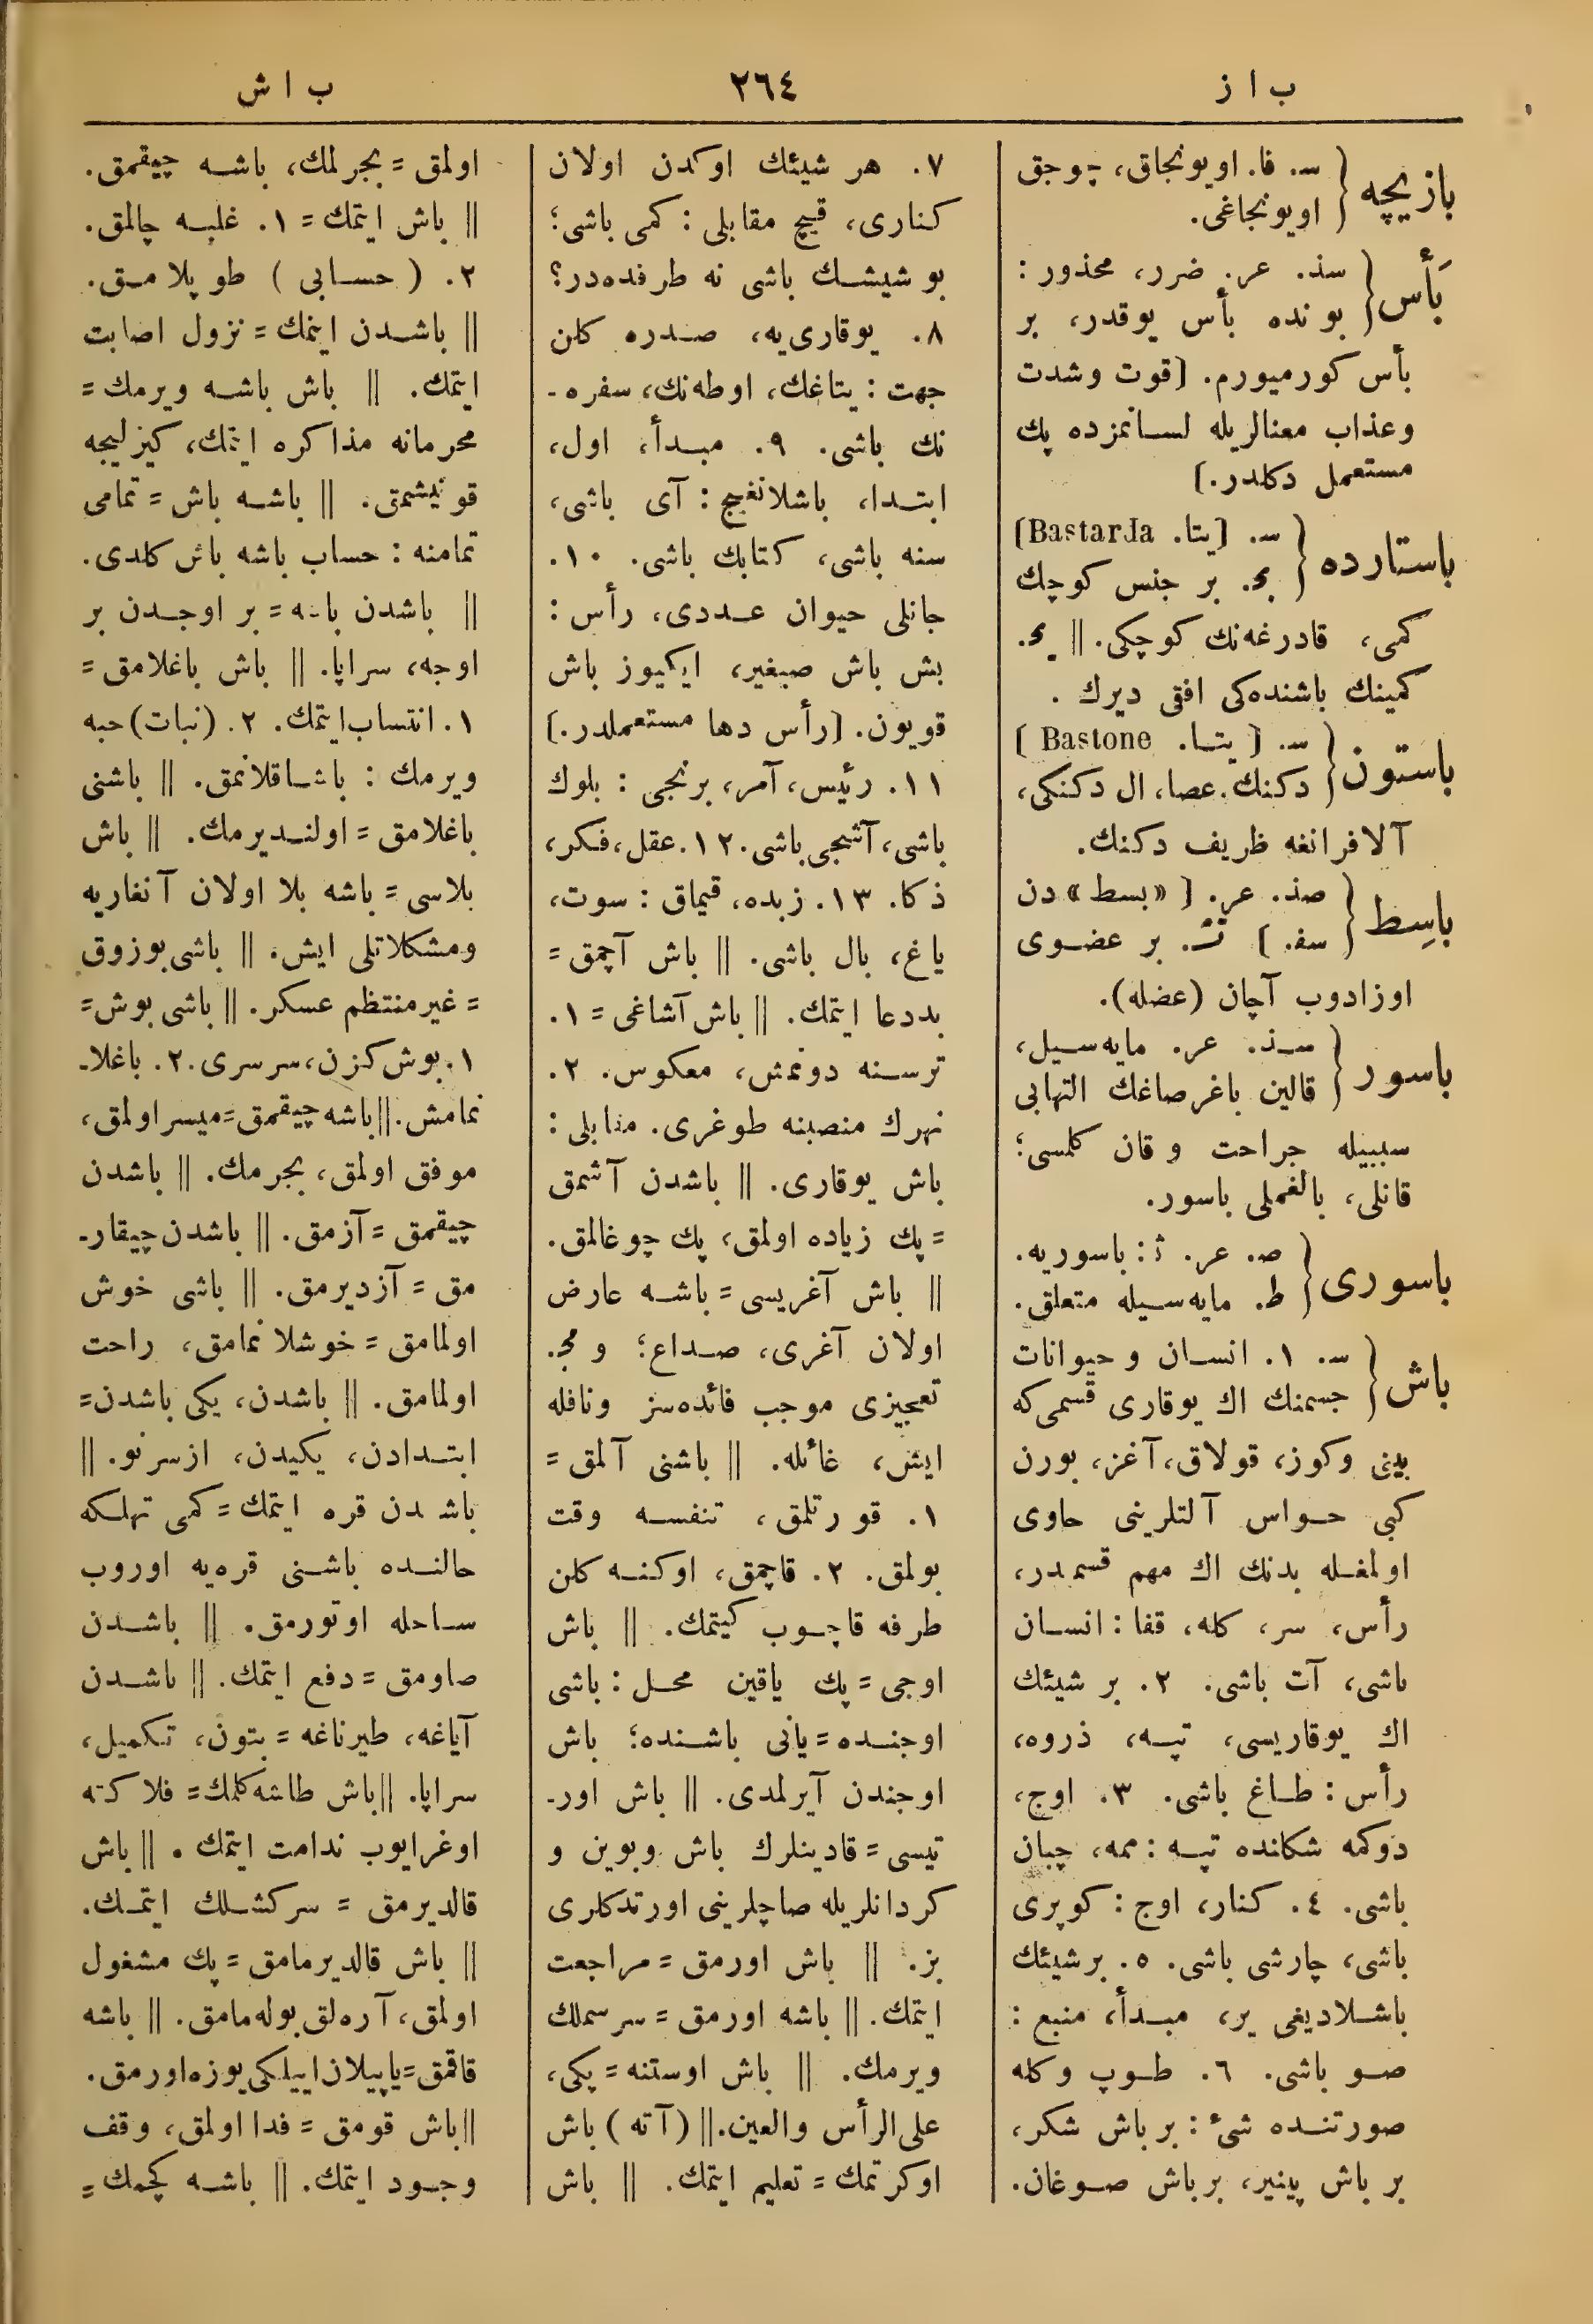 ب ا ز
٢٦٤
ب ا ش
بازیچه { س. فا. اویونجاق، چوجق
اویونجاغی.
بَأس { سذ. عر. ضرر، محذور :
بونده بأس یوقدر، بر
بأس کورمیورم. [قوت وشدت
وعذاب معنالریله لسانمزده پك
مستعمل دکلدر.]
باستارده { س. [یتا. Bastarda]
بح. بر جنس کوچك
کمی، قادرغه‌نك کوچکی. ||
کمینك باشنده‌کی افقی دیرك .
باستون { س. [ یتا. Bastone ]
دکنك. عصا، ال دکنکی،
آلافرانغه ظریف دکنك.
باسِط { صذ. عر. [ «بسط» دن
سفـ. ] تشـ. بر عضوی
اوزادوب آچان (عضله).
باسور { سذ. عر. مایه‌سیل،
قالین باغرصاغك التهابی
سببیله جراحت و قان کلمسی؛
قانلی، بالغملی باسور.
باسوری { صـ. عر. ثـ : باسوریه.
طـ. مایه‌سیله متعلق.
باش { س. ١. انسان و حیوانات
جسمنك اك یوقاری قسمی‌که
بینی وکوز، قولاق، آغز، بورن
کبی حواس آلتلرینی حاوی
اولمغله بدنك اك مهم قسمدر،
رأس، سر، کله، قفا : انسان
باشی، آت باشی. ٢. بر شیئك
اك یوقاریسی، تپه، ذروه،
رأس : طاغ باشی. ٣. اوج،
دوکمه شکلنده تپه : ممه، چبان
باشی. ٤. کنار، اوج : کوپری
باشی، چارشی باشی. ٥. برشیئك
باشلادیغی یر، مبدأ، منبع :
صو باشی. ٦. طوپ وکله
صورتنده شیٔ : بر باش شکر،
بر باش پینیر، بر باش صوغان.
٧. هر شیئك اوکدن اولان
کناری، قیچ مقابلی : کمی باشی؛
بو شیشك باشی نه طرفده‌در؟
٨. یوقاری‌یه، صدره کلن
جهت : یتاغك، اوطه‌نك، سفره‌-
نك باشی. ٩. مبدأ، اول،
ابتدا، باشلانغیج : آی باشی،
سنه باشی، کتابك باشی. ١٠.
جانلی حیوان عددی، رأس :
بش باش صیغیر، ایکیوز باش
قویون. [رأس دها مستعملدر.]
١١. رئیس، آمر، برنجی : بلوك
باشی، آشجی باشی. ١٢. عقل، فکر،
ذکا. ١٣. زبده، قیماق : سوت،
یاغ، بال باشی. || باش آچمق =
بددعا ایتمك. || باش آشاغی = ١.
ترسنه دونمش، معکوس. ٢.
نهرك منصبنه طوغری. مقابلی :
باش یوقاری. || باشدن آشمق
= پك زیاده اولمق، پك چوغالمق.
|| باش آغریسی = باشه عارض
اولان آغری، صداع؛ و مج.
تعجیزی موجب فائده‌سز ونافله
ایش، غائله. || باشنی آلمق =
١. قورتلمق، تنفسه وقت
بولمق. ٢. قاچمق، اوکنه کلن
طرفه قاچوب کیتمك. || باش
اوجی = پك یاقین محل : باشی
اوجنده = یانی باشنده؛ باش
اوجندن آیرلمدی. || باش اور-
تیسی = قادینلرك باش وبوین و
کردانلریله صاچلرینی اورتدکلری
بز. || باش اورمق = مراجعت
ایتمك. || باشه اورمق = سرسملك
ویرمك. || باش اوستنه = پکی،
علی‌الرأس والعین. || (آته) باش
اوکرتمك = تعلیم ایتمك. || باش
اولمق = بجرلمك، باشه چیقمق.
|| باش ایتمك = ١. غلبه چالمق.
٢. ( حسابی ) طوپلامق.
|| باشدن اینمك = نزول اصابت
ایتمك. || باش باشه ویرمك =
محرمانه مذاکره ایتمك، کیزلیجه
قونیشمق. || باشه باش = تمامی
تمامنه : حساب باشه باش کلدی.
|| باشدن باشه = بر اوجدن بر
اوجه، سراپا. || باش باغلامق =
١. انتساب ایتمك. ٢. (نبات) حبه
ویرمك : باشاقلانمق. || باشنی
باغلامق = اولندیرمك. || باش
بلاسی = باشه بلا اولان آنغاریه
ومشکلاتلی ایش. || باشی بوزوق
= غیرمنتظم عسکر. || باشی بوش =
١. بوش کزن، سرسری. ٢. باغلا-
نمامش. || باشه چیقمق = میسر اولمق،
موفق اولمق، بجرمك. || باشدن
چیقمق = آزمق. || باشدن چیقار-
مق = آزدیرمق. || باشی خوش
اولمامق = خوشلانمامق، راحت
اولمامق. || باشدن، یکی باشدن =
ابتدادن، یکیدن، ازسرنو. ||
باشدن قره ایتمك = کمی تهلکه
حالنده باشنی قره‌یه اوروب
ساحله اوتورمق. || باشدن
صاومق = دفع ایتمك. || باشدن
آیاغه، طیرناغه = بتون، تکمیل،
سراپا. || باش طاشه کلمك = فلاکته
اوغرایوب ندامت ایتمك . || باش
قالدیرمق = سرکشلك ایتمك.
|| باش قالدیرمامق = پك مشغول
اولمق، آره‌لق بوله‌مامق. || باشه
قاقمق = یاپیلان اییلکی یوزه اورمق.
|| باش قومق = فدا اولمق، وقف
وجود ایتمك. || باشه کچمك =